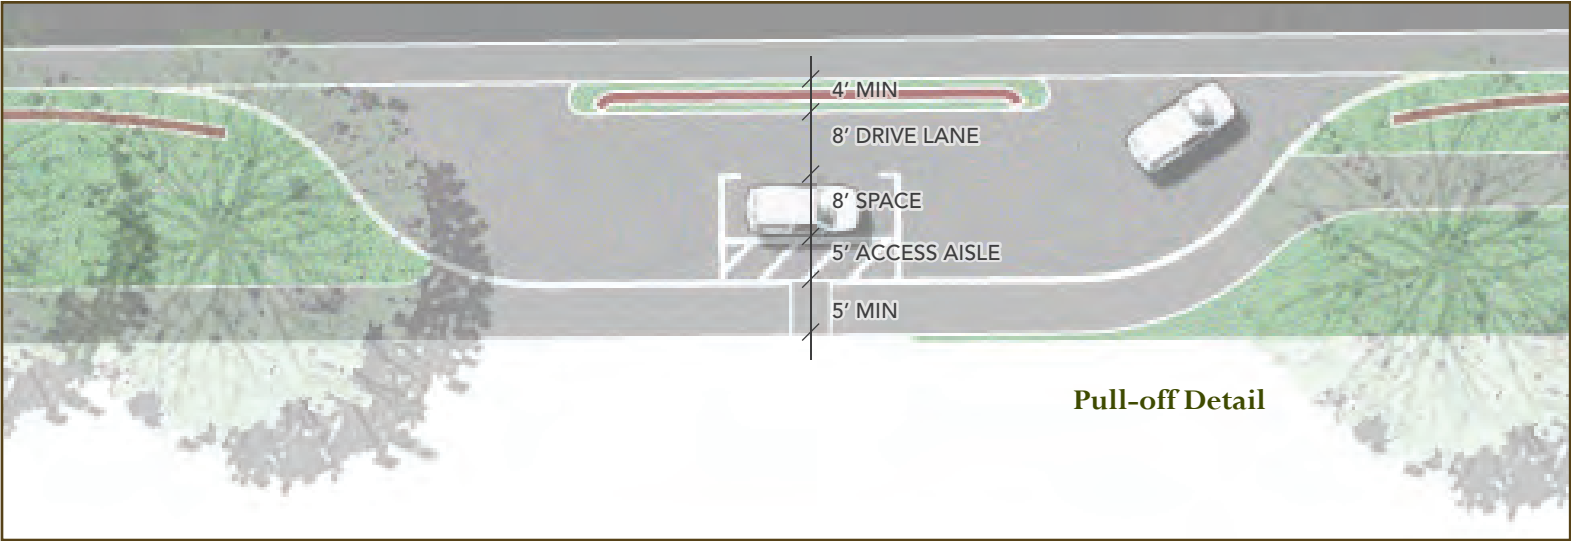 4’ MIN
8’ DRIVE LANE
8’ SPACE
5’ ACCESS AISLE
5’ MIN
Pull-off Detail